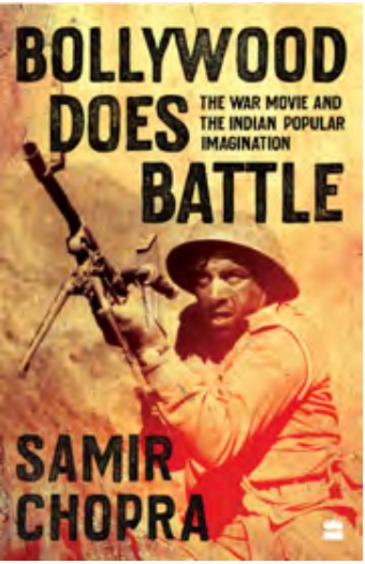 BOLLYWOOD
DOES
THE WAR MOVIE AND
THE INDIAN POPULAR
IMAGINATION
BATTLE
SAMIR
CHOPRA